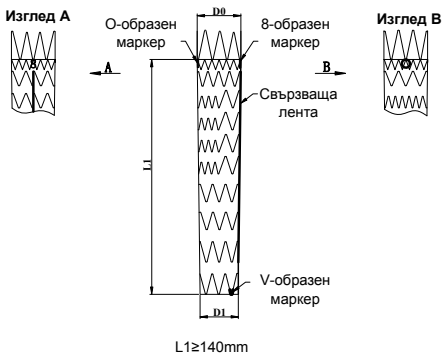 Изглед А
О-образен
маркер
D0
8-образен
маркер
Изглед В
A
B
Свързваща
лента
L1
V-образен
маркер
D1
L1≥140mm